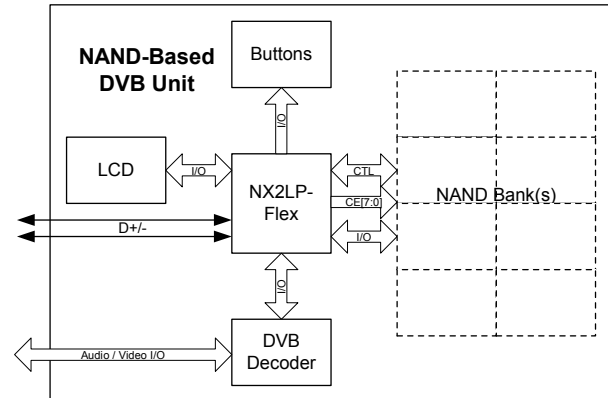 NAND-Based
DVB Unit
Buttons
I/O
LCD
I/O
NX2LP-
Flex
CTL
CE[7:0]
I/O
NAND Bank(s)
D+/-
I/O
DVB
Decoder
Audio / Video I/O